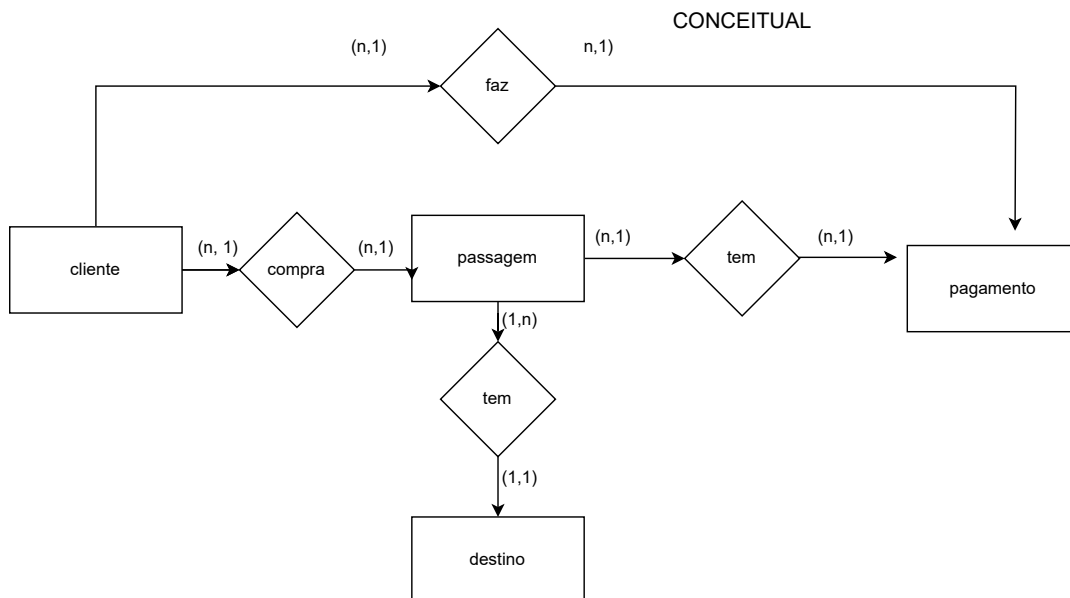 CONCEITUAL
(n,1)
n,1)
faz
(n, 1)
(n,1)
(n,1)
(n,1)
cliente
compra
passagem
tem
pagamento
(1,n)
tem
(1,1)
destino